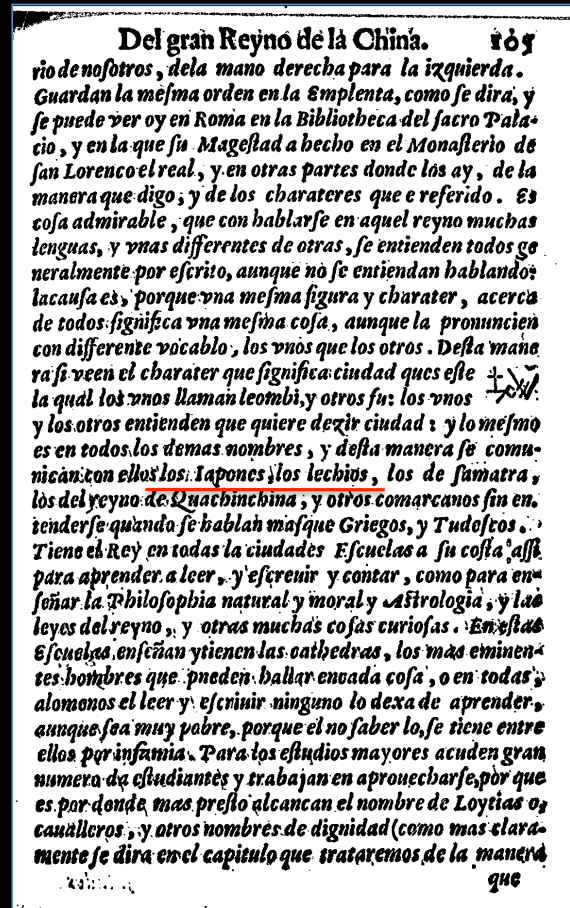 Del gran Reyno de la China. 105
rio de nosotros, dela mano derecha para la izquierda.
Guardan la mesma orden en la Emplenta, como se dira, y
se puede ver oy en Roma en la Bibliotheca del sacro Pala-
cio, y en la que su Magestad a hecho en el Monasterio de
san Lorenco el real, y en otras partes donde los ay, de la
manera que digo, y de los charateres que e referido. Es
cosa admirable, que con hablarse en aquel reyno muchas
lenguas, y vnas differentes de otras, se entienden todos ge
neralmente por escrito, aunque no se entiendan hablando:
la causa es, porque vna mesma figura y charater, acerca
de todos significa vna mesma cosa, aunque la pronuncien
con differente vocablo, los vnos que los otros. Desta mane
ra si veen el charater que significa ciudad ques este
la qual los vnos llaman leombi, y otros fu: los vnos
y los otros entienden que quiere dezir ciudad: y lo mesmo
es en todos los demas nombres, y desta manera se comu-
nican con ellos los Iapones, los lechios, los de samatra,
los del reyno de Quachinchina, y otros comarcanos sin en.
tenderse quando se hablan mas que Griegos, y Tudescos.
Tiene el Rey en todas la ciudades Escuelas a su costa assi
para aprender a leer, y escreuir y contar, como para en-
señar la Philosophia natural y moral y Astrologia, y las
leyes del reyno, y otras muchas cosas curiosas. En estas
Escuelas enseñan y tienen las cathedras, los mas eminen-
tes hombres que pueden hallar en cada cosa, o en todas,
alomenos el leer y escriuir ninguno lo dexa de aprender,
aunque sea muy pobre, porque el no saber lo, se tiene entre
ellos por infamia. Para los estudios mayores acuden gran
numero de estudiantes y trabajan en aprouecharse, por que
es por donde mas presto alcancan el nombre de Loytias o,
caualleros, y otros nombres de dignidad (como mas clara-
mente se dira en el capitulo que trataremos de la manera
que